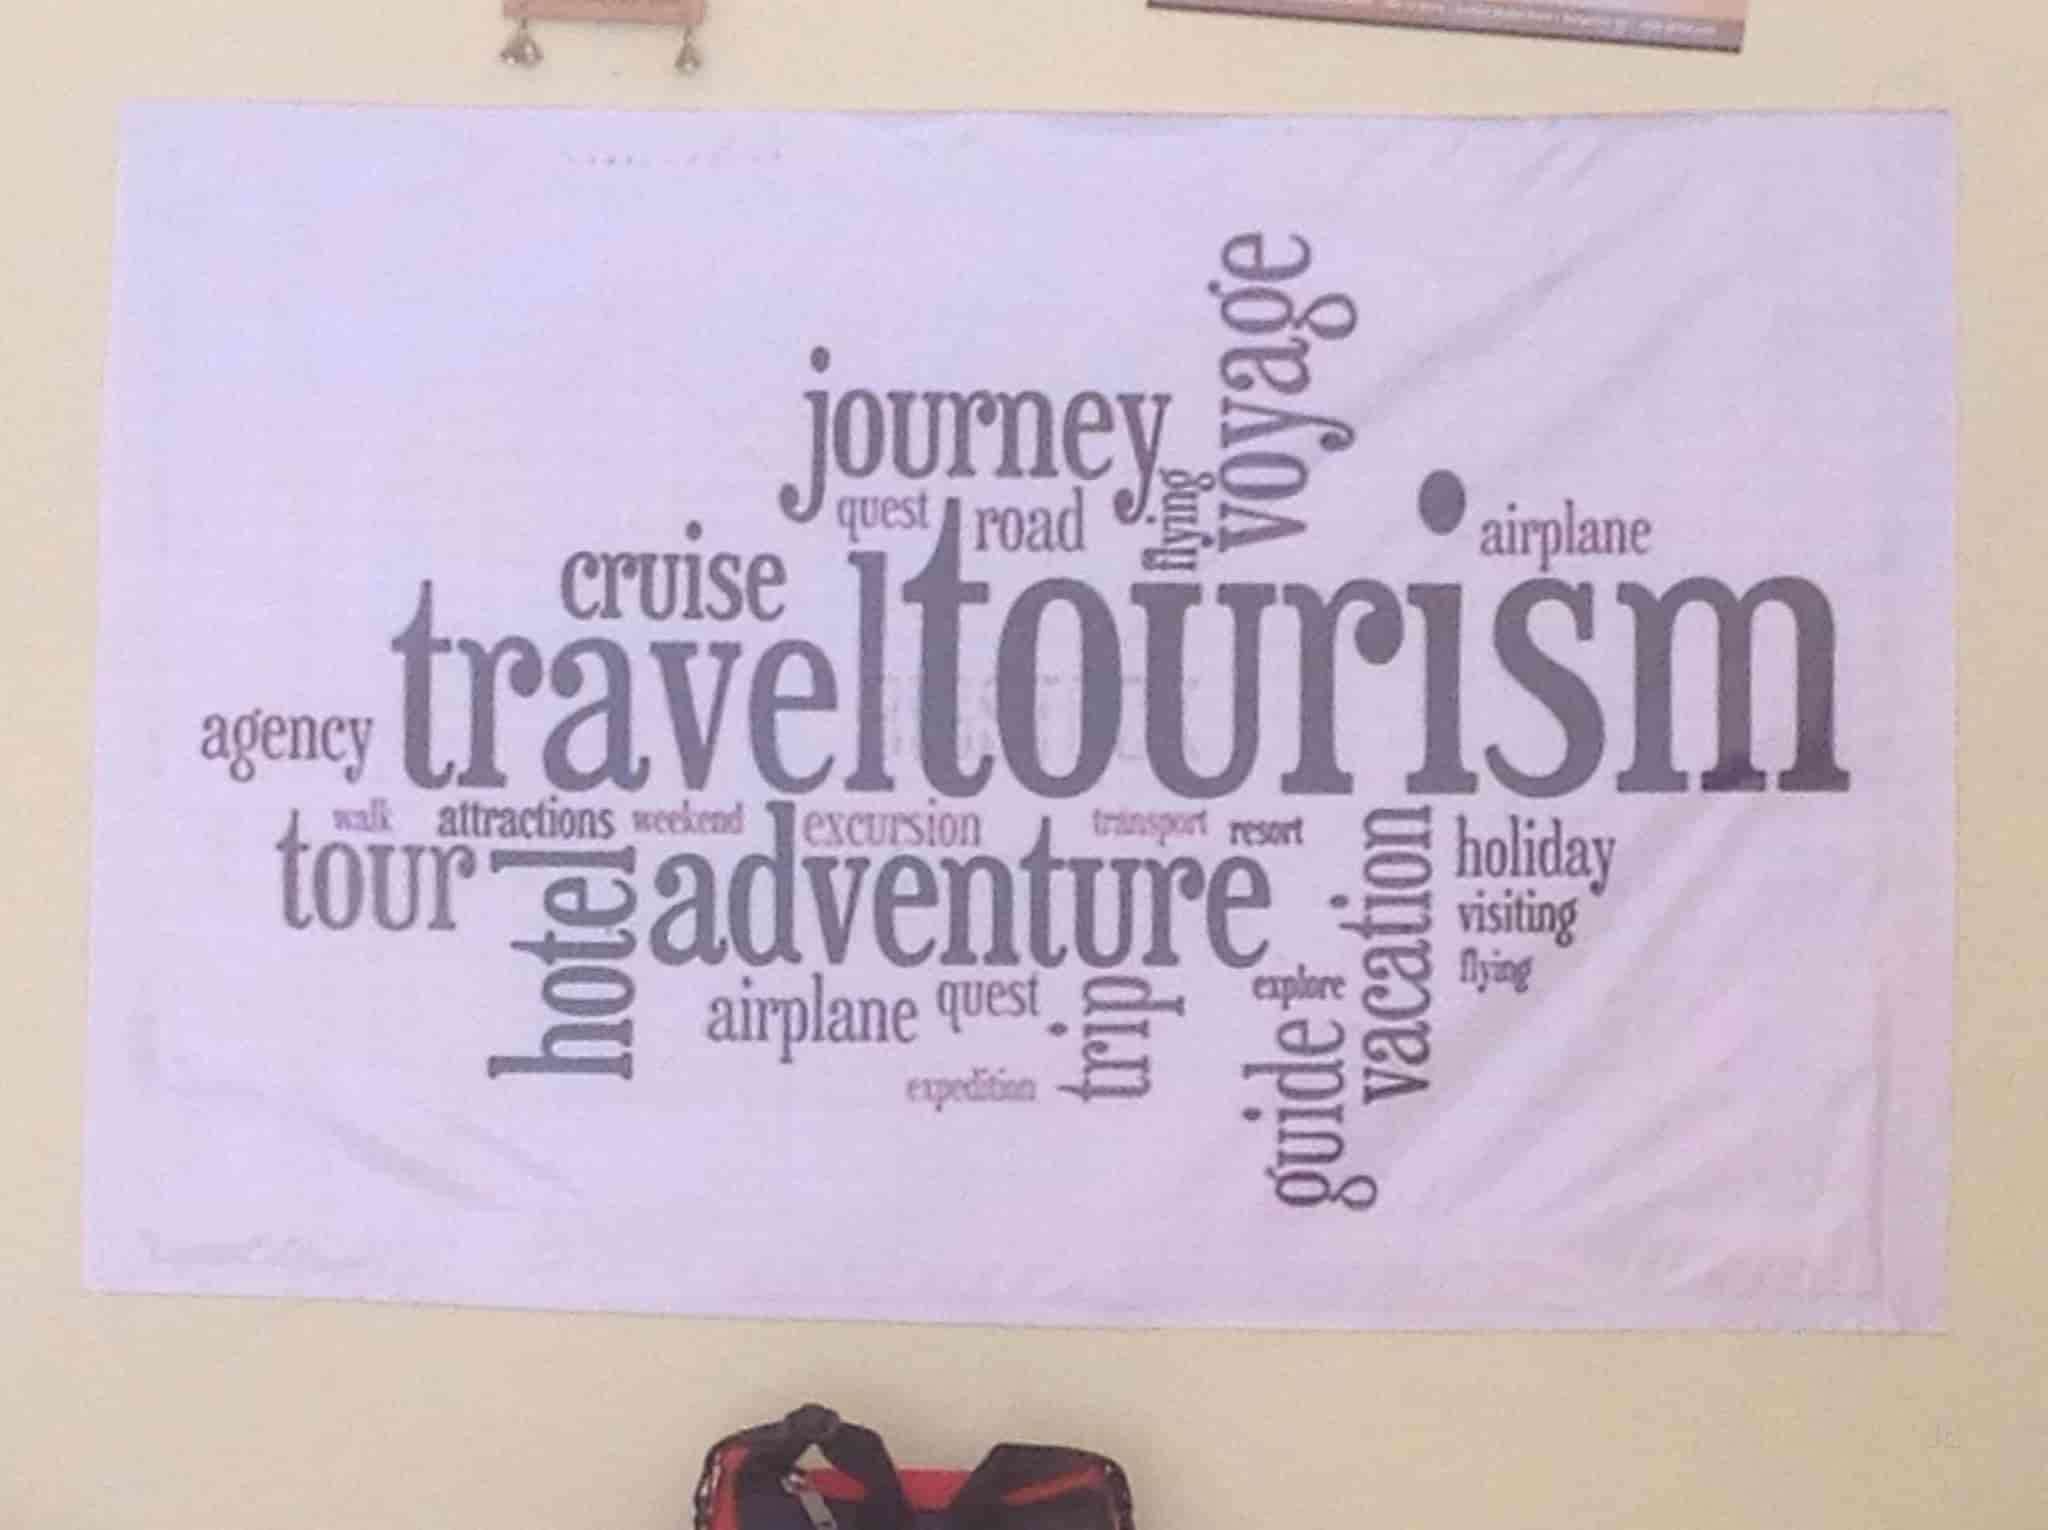 voyage
journey
quest
road
flying
airplane
cruise
travel
tourism
agency
walk
attractions
weekend
excursion
transport
resort
holiday
tour
hotel
adventure
vacation
visiting
flying
airplane
quest
trip
explore
expedition
guide